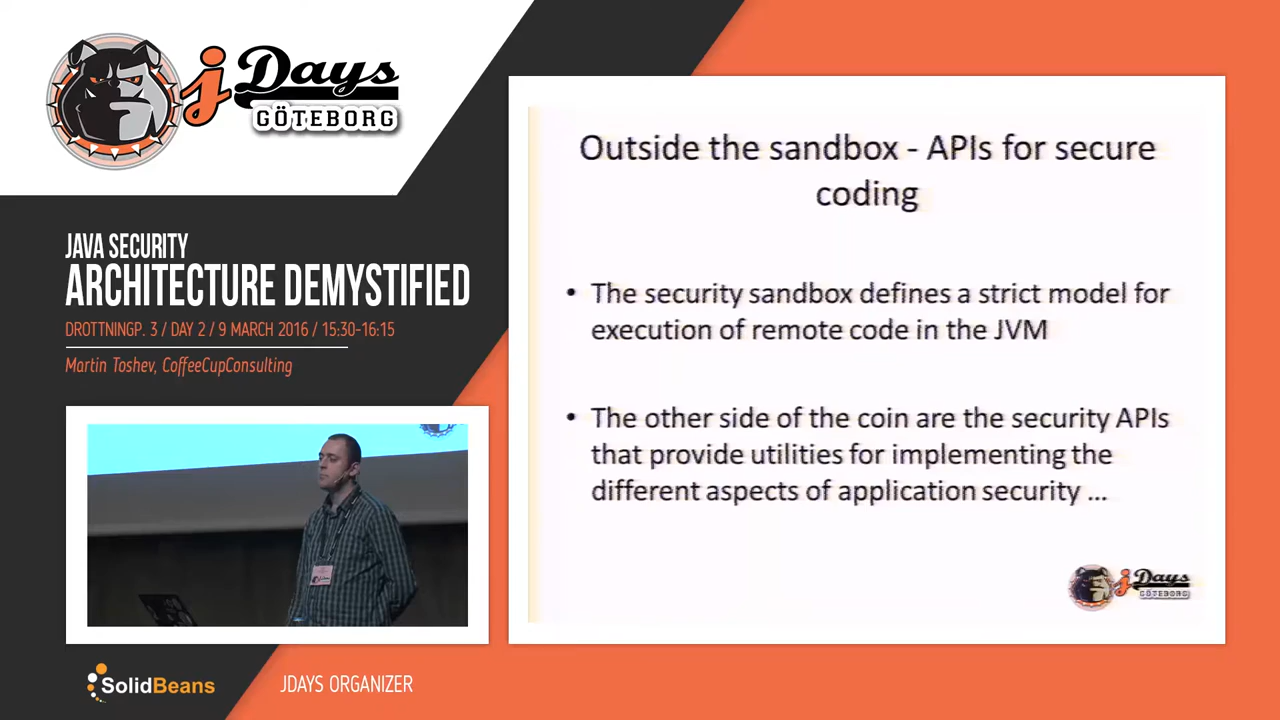 jDays
GÖTEBORG
JAVA SECURITY
ARCHITECTURE DEMYSTIFIED
DROTTNINGP. 3 / DAY 2 / 9 MARCH 2016 / 15:30-16:15
Martin Toshev, CoffeeCupConsulting
SolidBeans
JDAYS ORGANIZER
Outside the sandbox - APIs for secure
coding
• The security sandbox defines a strict model for
execution of remote code in the JVM
• The other side of the coin are the security APIs
that provide utilities for implementing the
different aspects of application security ...
jDays
GÖTEBORG